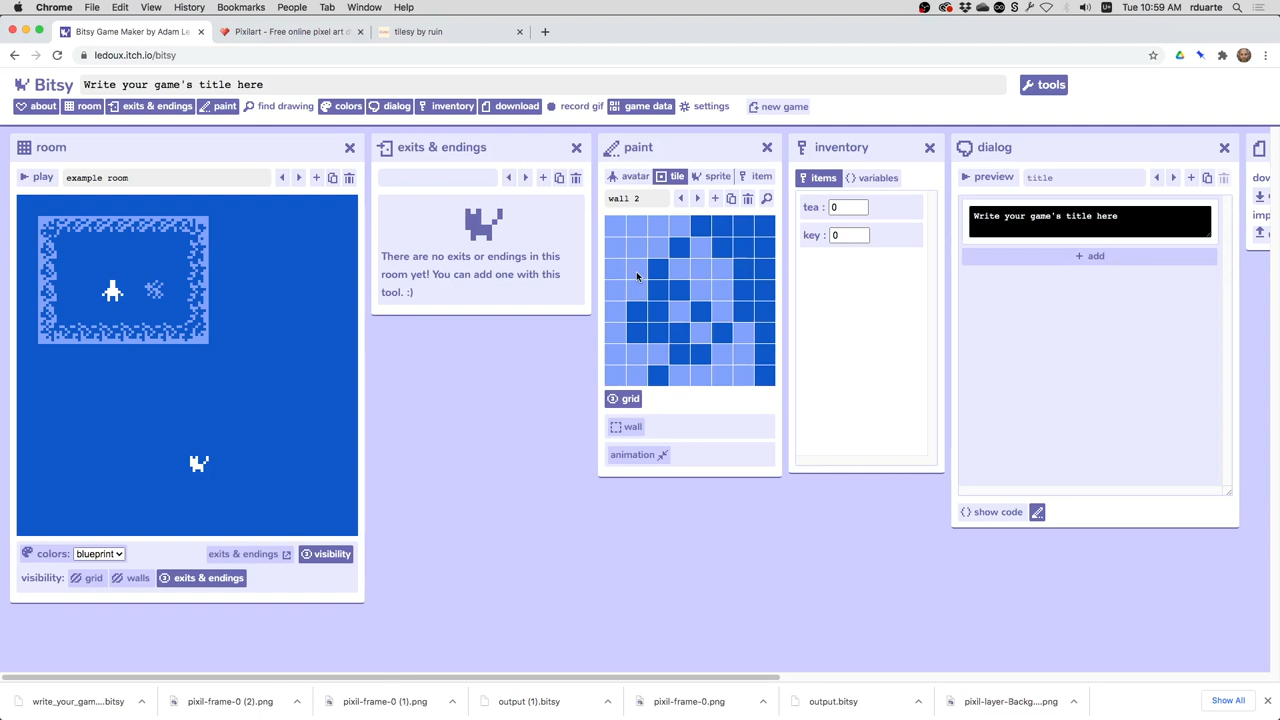 Chrome File Edit View History Bookmarks People Tab Window Help Tue 10:59 AM rduarte
Bitsy Game Maker by Adam Le Pixilart - Free online pixel art d tilesy by ruin
ledoux.itch.io/bitsy
Bitsy Write your game's title here tools
about room exits & endings paint find drawing colors dialog inventory download record gif game data settings new game
room exits & endings paint inventory dialog
play example room avatar tile sprite item items variables preview title dow
wall 2
tea : 0
Write your game's title here
imp
key : 0
+ add
There are no exits or endings in this
room yet! You can add one with this
tool. :)
grid
wall
animation
show code
colors: blueprint exits & endings visibility
visibility: grid walls exits & endings
write_your_gam....bitsy pixil-frame-0 (2).png pixil-frame-0 (1).png output (1).bitsy pixil-frame-0.png output.bitsy pixil-layer-Backg....png Show All